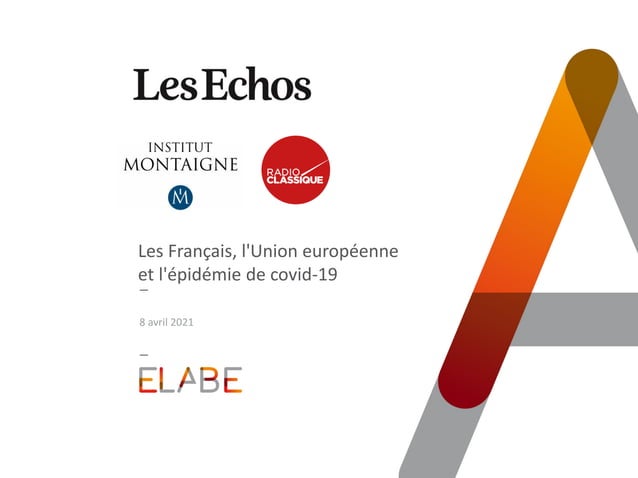 Les Echos
INSTITUT
MONTAIGNE
M
RADIO
CLASSIQUE
Les Français, l'Union européenne
et l'épidémie de covid-19
8 avril 2021
ELABE